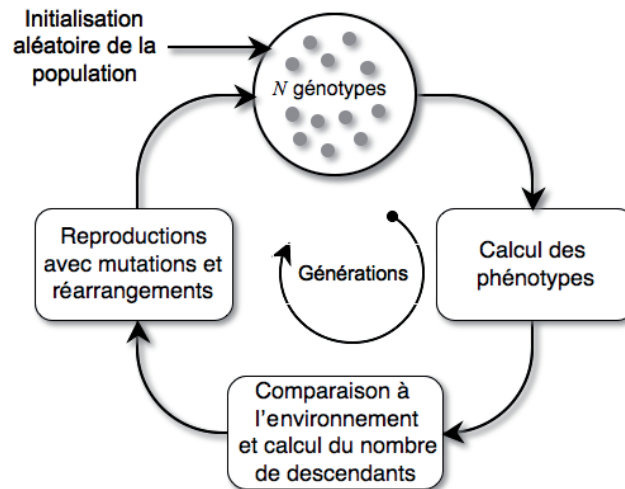 Initialisation
aléatoire de la
population
N génotypes
Calcul des
phénotypes
Comparaison à
l'environnement
et calcul du nombre
de descendants
Reproductions
avec mutations et
réarrangements
Générations